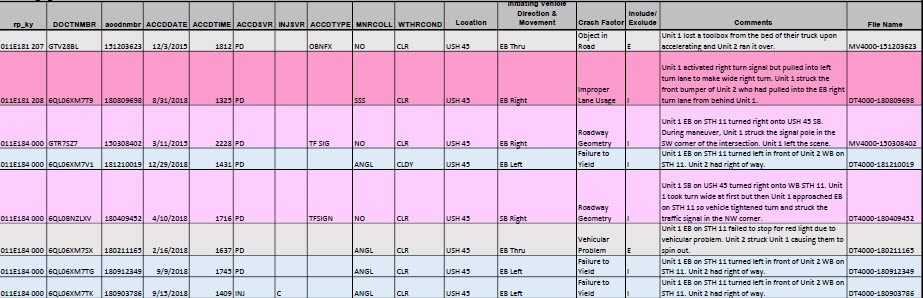 Initiating Vehicle
Direction & Include/
rp_ky DOCTNMBR aoodnmbr ACCDDATE ACCDTIME ACCDSVR INJSVR ACCDTYPE MNRCOLL WTHRCOND Location Movement Crash Factor Exclude Comments File Name
Object in Unit 1 lost a toolbox from the bed of their truck upon
011E181 207 GTV28BL 151203623 12/3/2015 1812 PD OBNFX NO CLR USH 45 EB Thru Road E accelerating and Unit 2 ran it over. MV4000-151203623
Unit 1 activated right turn signal but pulled into left
turn lane to make wide right turn. Unit 1 struck the
Improper front bumper of Unit 2 who had pulled into the EB right
011E181 208 6QL06XM7T9 180809698 8/31/2018 1325 PD SSS CLR USH 45 EB Right Lane Usage I turn lane from behind Unit 1. DT4000-180809698
Unit 1 EB on STH 11 turned right onto USH 45 SB.
During maneuver, Unit 1 struck the signal pole in the
Roadway SW corner of the intersection. Unit 1 left the scene.
011E184 000 GTR7SZ7 150308402 3/11/2015 2228 PD TF SIG NO CLR USH 45 EB Right Geometry I MV4000-150308402
Failure to Unit 1 EB on STH 11 turned left in front of Unit 2 WB on
011E184 000 6QL06XM7V1 181210019 12/29/2018 1431 PD ANGL CLDY USH 45 EB Left Yield I STH 11. Unit 2 had right of way. DT4000-181210019
Unit 1 SB on USH 45 turned right onto WB STH 11. Unit
1 took turn wide at first but then Unit 1 approached EB
Roadway on STH 11 so vehicle tightened turn and struck the
011E184 000 6QL0BNZLXV 180409452 4/10/2018 1716 PD TFSIGN NO CLR USH 45 SB Right Geometry I traffic signal in the NW corner. DT4000-180409452
Unit 1 EB on STH 11 failed to stop for red light due to
Vehicular vehicular problem. Unit 2 struck Unit 1 causing them to
011E184 000 6QL06XM7SX 180211165 2/16/2018 1637 PD ANGL CLR USH 45 EB Thru Problem E spin out. DT4000-180211165
Failure to Unit 1 EB on STH 11 turned left in front of Unit 2 WB on
011E184 000 6QL06XM7TG 180912349 9/9/2018 1745 PD ANGL CLR USH 45 EB Left Yield I STH 11. Unit 2 had right of way. DT4000-180912349
Failure to Unit 1 EB on STH 11 turned left in front of Unit 2 WB on
011E184 000 6QL06XM7TK 180903786 9/15/2018 1409 INJ C ANGL CLR USH 45 EB Left Yield I STH 11. Unit 2 had right of way. DT4000-180903786